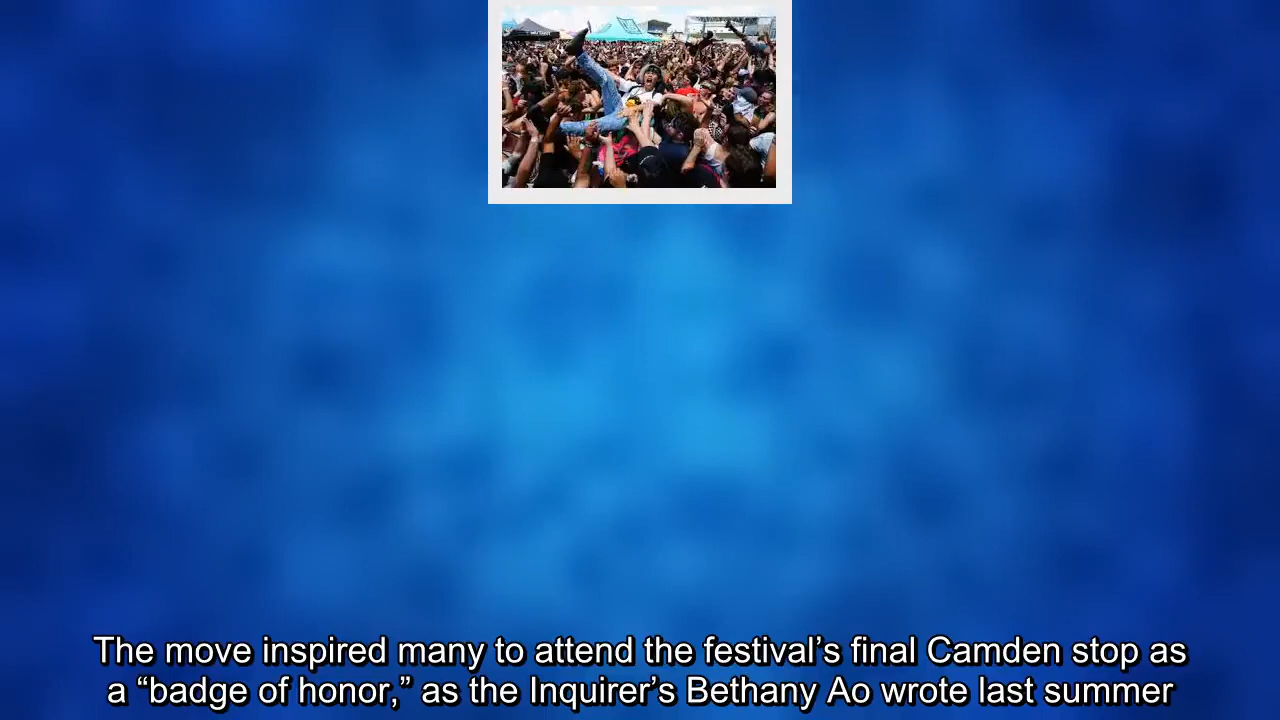 The move inspired many to attend the festival’s final Camden stop as
a “badge of honor,” as the Inquirer’s Bethany Ao wrote last summer